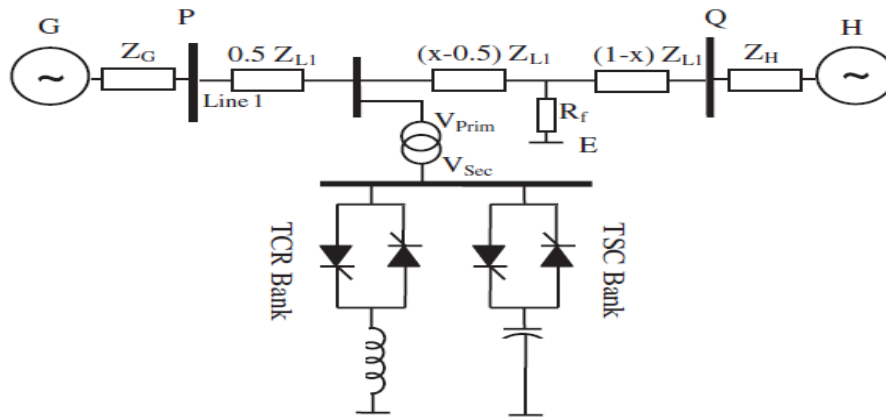 G P Q H
Z_G 0.5 Z_L1 (x-0.5) Z_L1 (1-x) Z_L1 Z_H
~ ~
Line 1
R_f
V_Prim
E
V_Sec
TCR Bank
TSC Bank